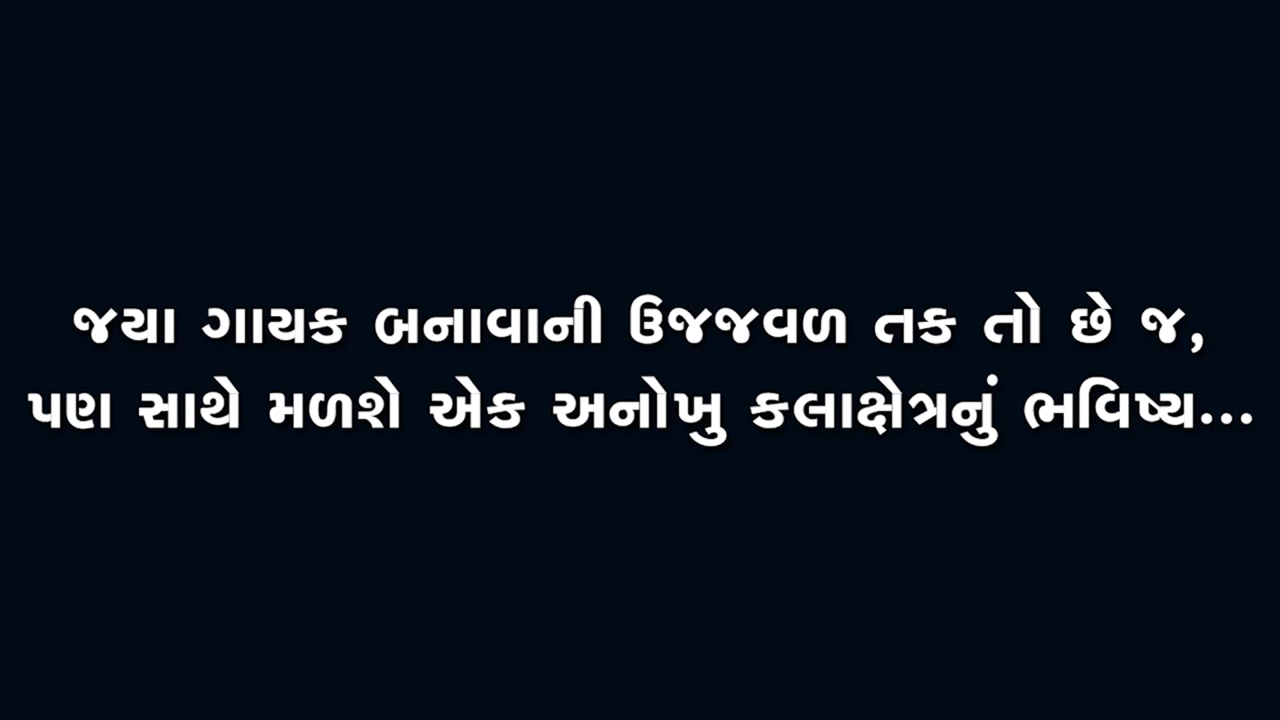 જયા ગાયક બનાવાની ઉજજવળ તક તો છે જ,
પણ સાથે મળશે એક અનોખુ કલાક્ષેત્રનું ભવિષ્ય...